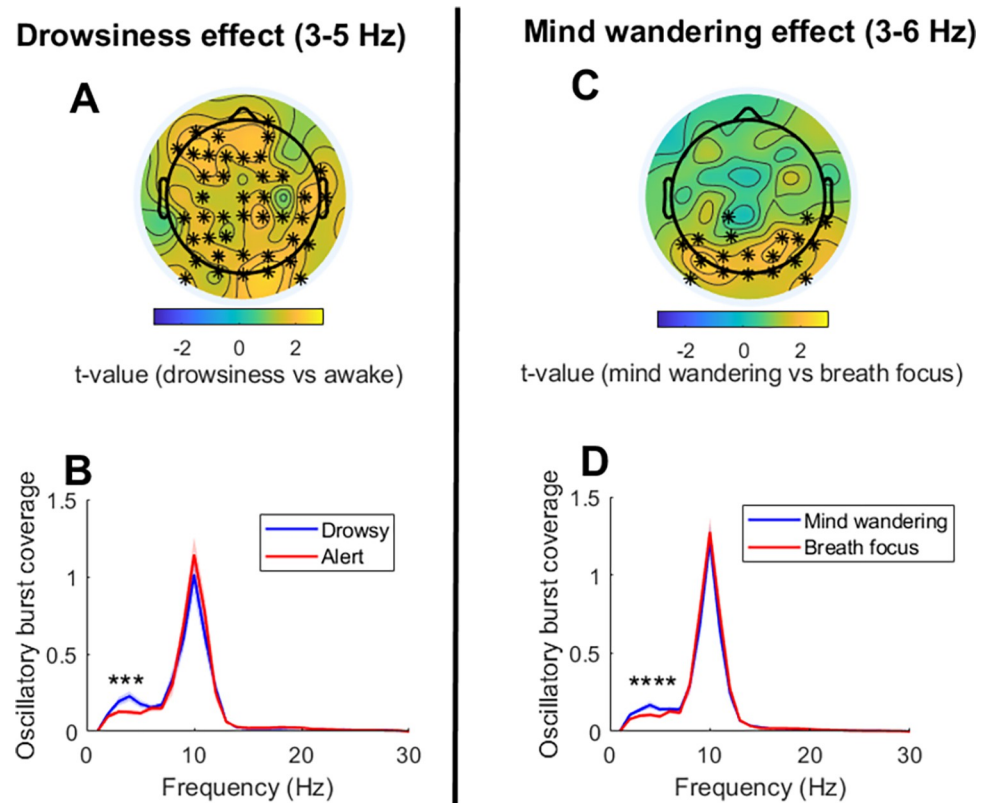 Drowsiness effect (3-5 Hz)
A
-2 0 2
t-value (drowsiness vs awake)
B
Oscillatory burst coverage
1.5
1
0.5
0
Drowsy
Alert
***
0 10 20 30
Frequency (Hz)
Mind wandering effect (3-6 Hz)
C
-2 0 2
t-value (mind wandering vs breath focus)
D
Oscillatory burst coverage
1.5
1
0.5
0
Mind wandering
Breath focus
****
0 10 20 30
Frequency (Hz)